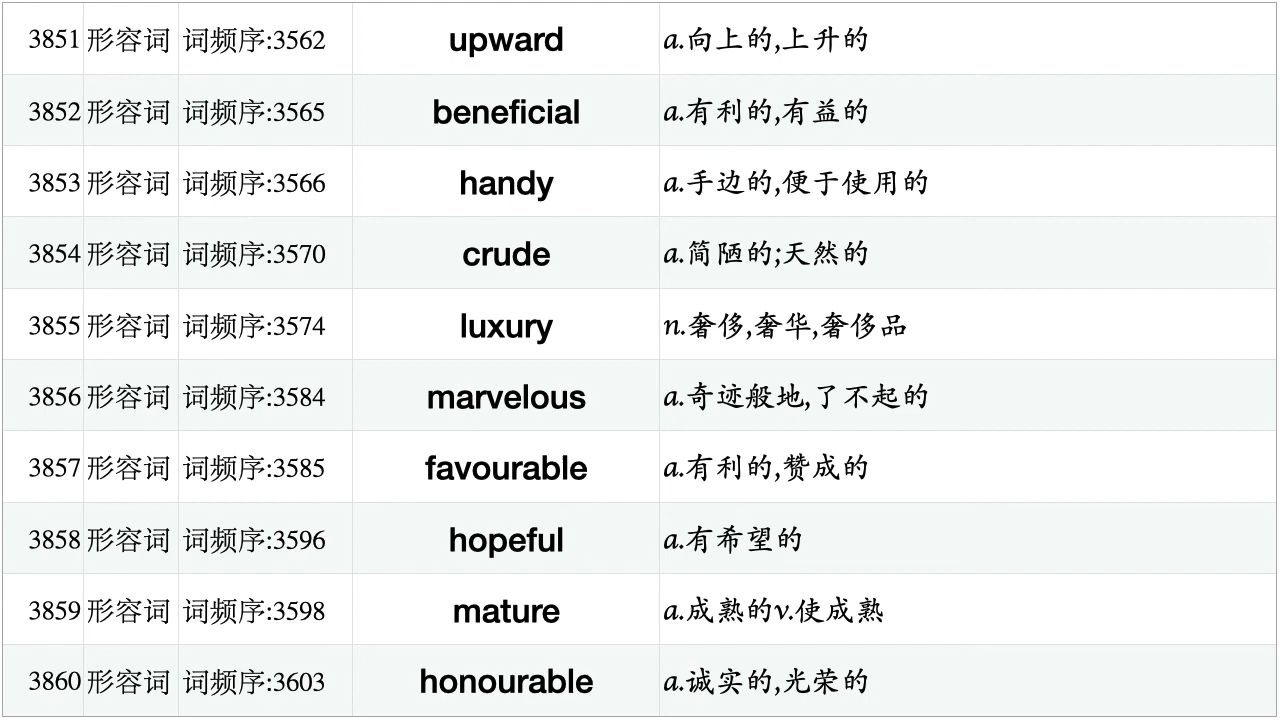 3851 形容词 词频序:3562 upward a.向上的,上升的
3852 形容词 词频序:3565 beneficial a.有利的,有益的
3853 形容词 词频序:3566 handy a.手边的,便于使用的
3854 形容词 词频序:3570 crude a.简陋的;天然的
3855 形容词 词频序:3574 luxury n.奢侈,奢华,奢侈品
3856 形容词 词频序:3584 marvelous a.奇迹般地,了不起的
3857 形容词 词频序:3585 favourable a.有利的,赞成的
3858 形容词 词频序:3596 hopeful a.有希望的
3859 形容词 词频序:3598 mature a.成熟的v.使成熟
3860 形容词 词频序:3603 honourable a.诚实的,光荣的